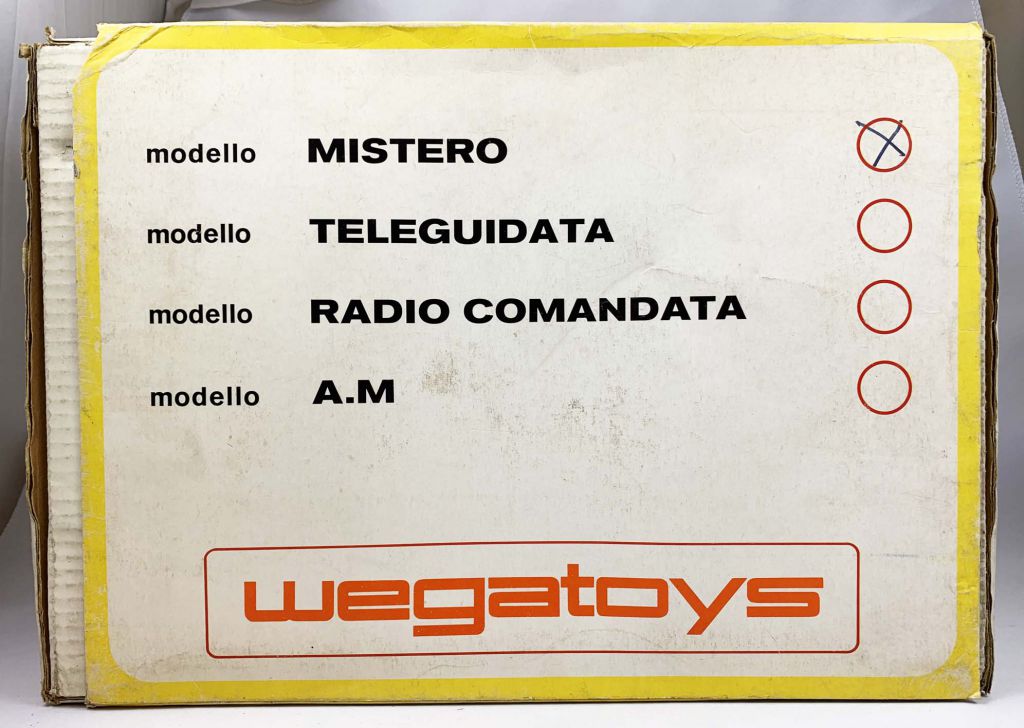 modello MISTERO
modello TELEGUIDATA
modello RADIO COMANDATA
modello A.M
wegatoys